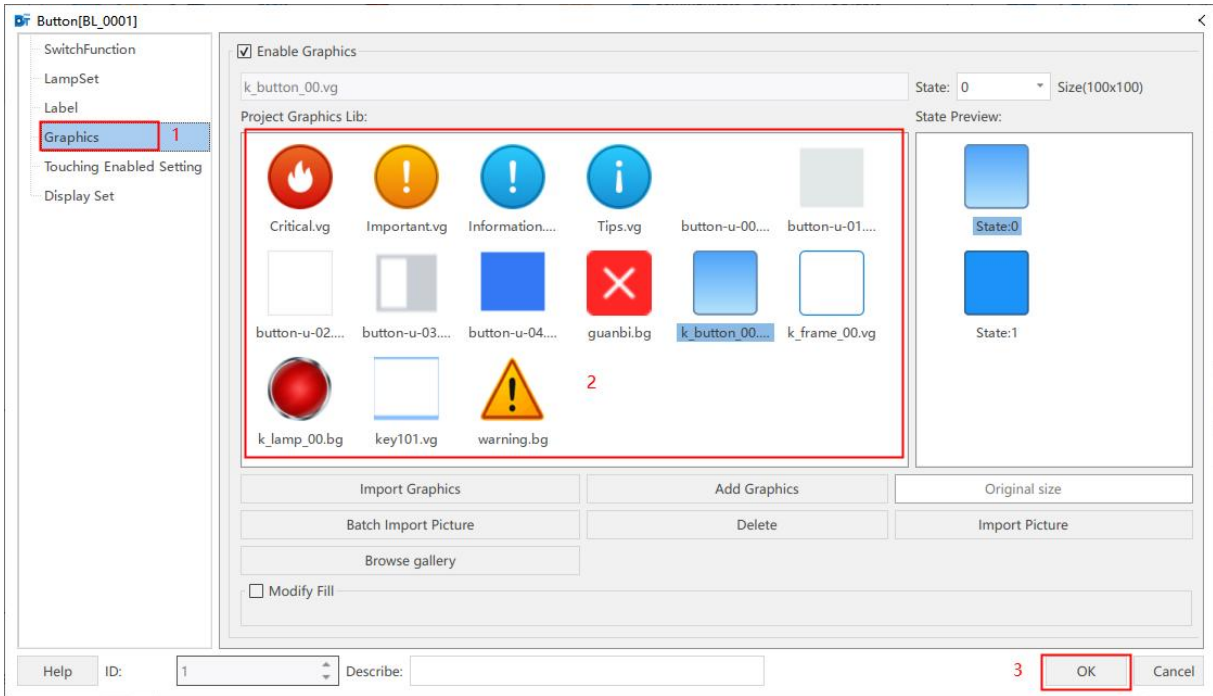 Button[BL_0001]
SwitchFunction
LampSet
Label
Graphics 1
Touching Enabled Setting
Display Set
Enable Graphics
k_button_00.vg
State: 0 Size(100x100)
Project Graphics Lib:
State Preview:
Critical.vg Important.vg Information.... Tips.vg button-u-00.... button-u-01....
button-u-02.... button-u-03.... button-u-04.... guanbi.bg k_button_00.... k_frame_00.vg
2
k_lamp_00.bg key101.vg warning.bg
State:0
State:1
Import Graphics Add Graphics Original size
Batch Import Picture Delete Import Picture
Browse gallery
Modify Fill
Help ID: 1 Describe: 3 OK Cancel